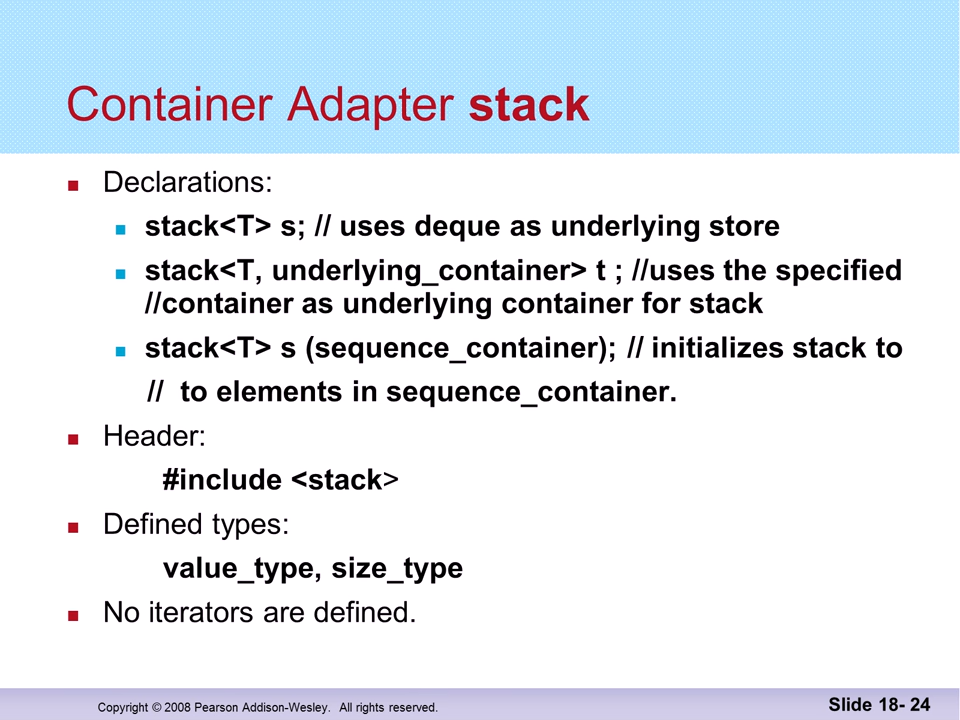 Container Adapter stack
Declarations:
stack<T> s; // uses deque as underlying store
stack<T, underlying_container> t ; //uses the specified
//container as underlying container for stack
stack<T> s (sequence_container); // initializes stack to
// to elements in sequence_container.
Header:
#include <stack>
Defined types:
value_type, size_type
No iterators are defined.
Copyright © 2008 Pearson Addison-Wesley. All rights reserved.
Slide 18- 24